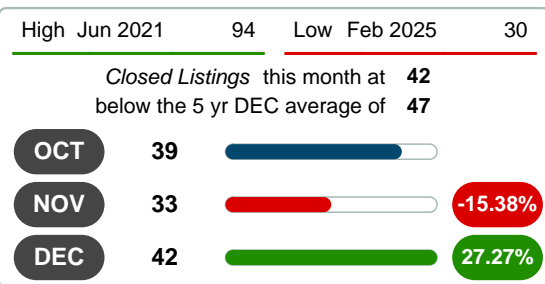 High Jun 2021 94 Low Feb 2025 30
Closed Listings this month at 42
below the 5 yr DEC average of 47
OCT 39
NOV 33 -15.38%
DEC 42 27.27%